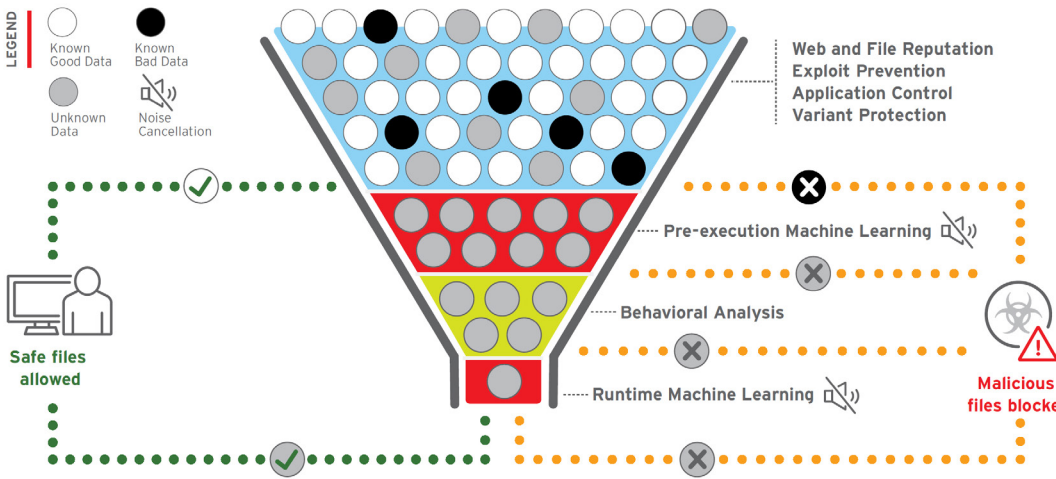 LEGEND
Known
Good Data
Known
Bad Data
Unknown
Data
Noise
Cancellation
Web and File Reputation
Exploit Prevention
Application Control
Variant Protection
Pre-execution Machine Learning
Behavioral Analysis
Runtime Machine Learning
Safe files
allowed
Malicious
files blocke